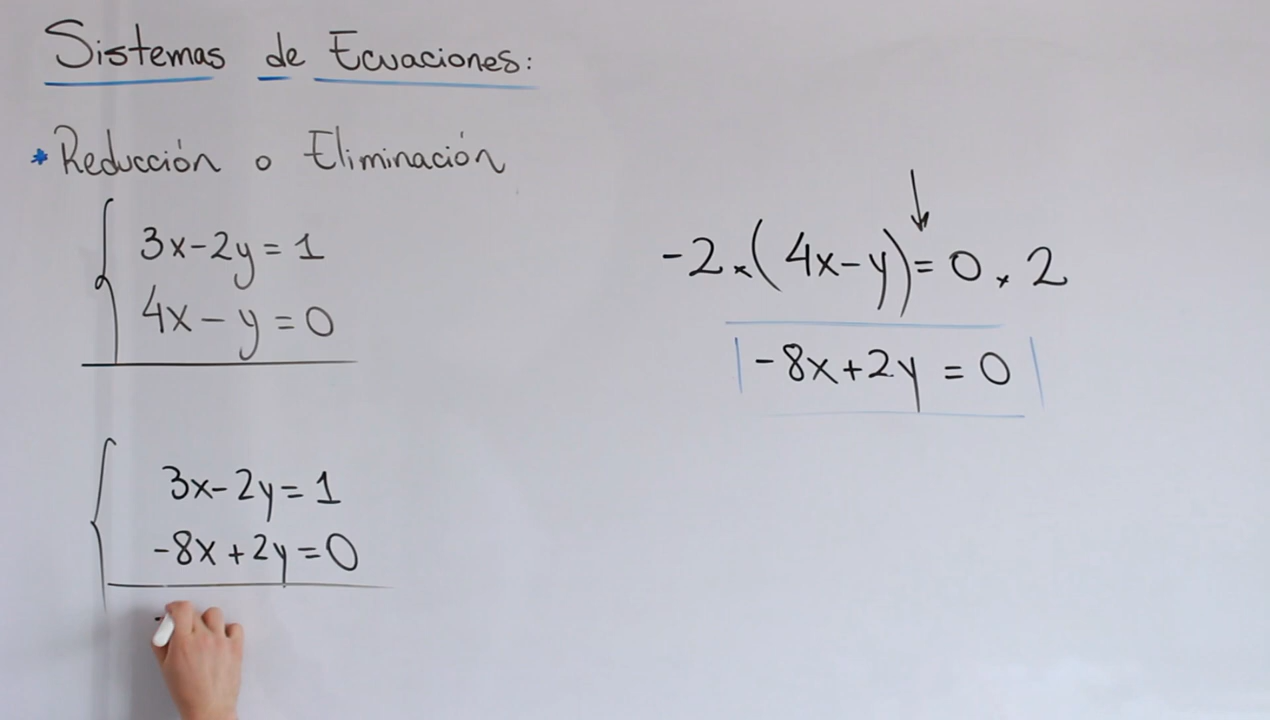 Sistemas de Ecuaciones:
* Reducción o Eliminación
3x-2y=1
4x-y=0
3x-2y=1
-8x+2y=0
-
-2×(4x-y)=0×2
-8x+2y=0